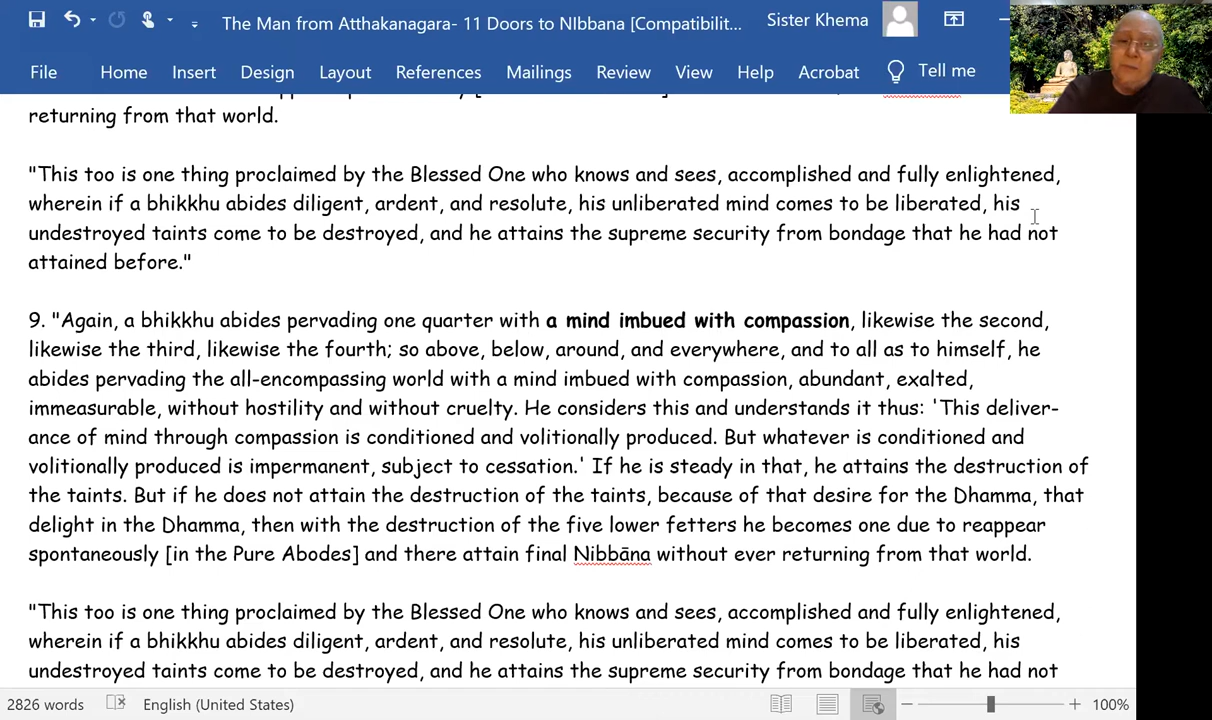 The Man from Atthakanagara- 11 Doors to NIbbana [Compatibilit...
Sister Khema
File Home Insert Design Layout References Mailings Review View Help Acrobat Tell me
returning from that world.
"This too is one thing proclaimed by the Blessed One who knows and sees, accomplished and fully enlightened,
wherein if a bhikkhu abides diligent, ardent, and resolute, his unliberated mind comes to be liberated, his
undestroyed taints come to be destroyed, and he attains the supreme security from bondage that he had not
attained before."
9. "Again, a bhikkhu abides pervading one quarter with a mind imbued with compassion, likewise the second,
likewise the third, likewise the fourth; so above, below, around, and everywhere, and to all as to himself, he
abides pervading the all-encompassing world with a mind imbued with compassion, abundant, exalted,
immeasurable, without hostility and without cruelty. He considers this and understands it thus: 'This deliver-
ance of mind through compassion is conditioned and volitionally produced. But whatever is conditioned and
volitionally produced is impermanent, subject to cessation.' If he is steady in that, he attains the destruction of
the taints. But if he does not attain the destruction of the taints, because of that desire for the Dhamma, that
delight in the Dhamma, then with the destruction of the five lower fetters he becomes one due to reappear
spontaneously [in the Pure Abodes] and there attain final Nibbāna without ever returning from that world.
"This too is one thing proclaimed by the Blessed One who knows and sees, accomplished and fully enlightened,
wherein if a bhikkhu abides diligent, ardent, and resolute, his unliberated mind comes to be liberated, his
undestroyed taints come to be destroyed, and he attains the supreme security from bondage that he had not
2826 words English (United States) 100%